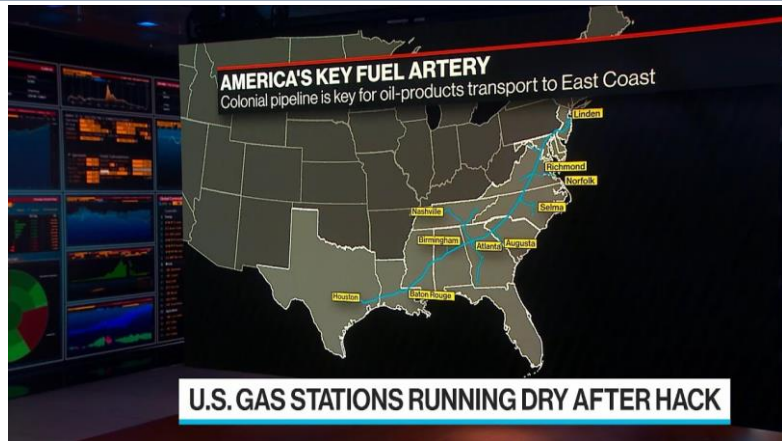 AMERICA'S KEY FUEL ARTERY
Colonial pipeline is key for oil-products transport to East Coast
Linden
Richmond
Norfolk
Selma
Nashville
Birmingham
Atlanta
Augusta
Houston
Baton Rouge
U.S. GAS STATIONS RUNNING DRY AFTER HACK